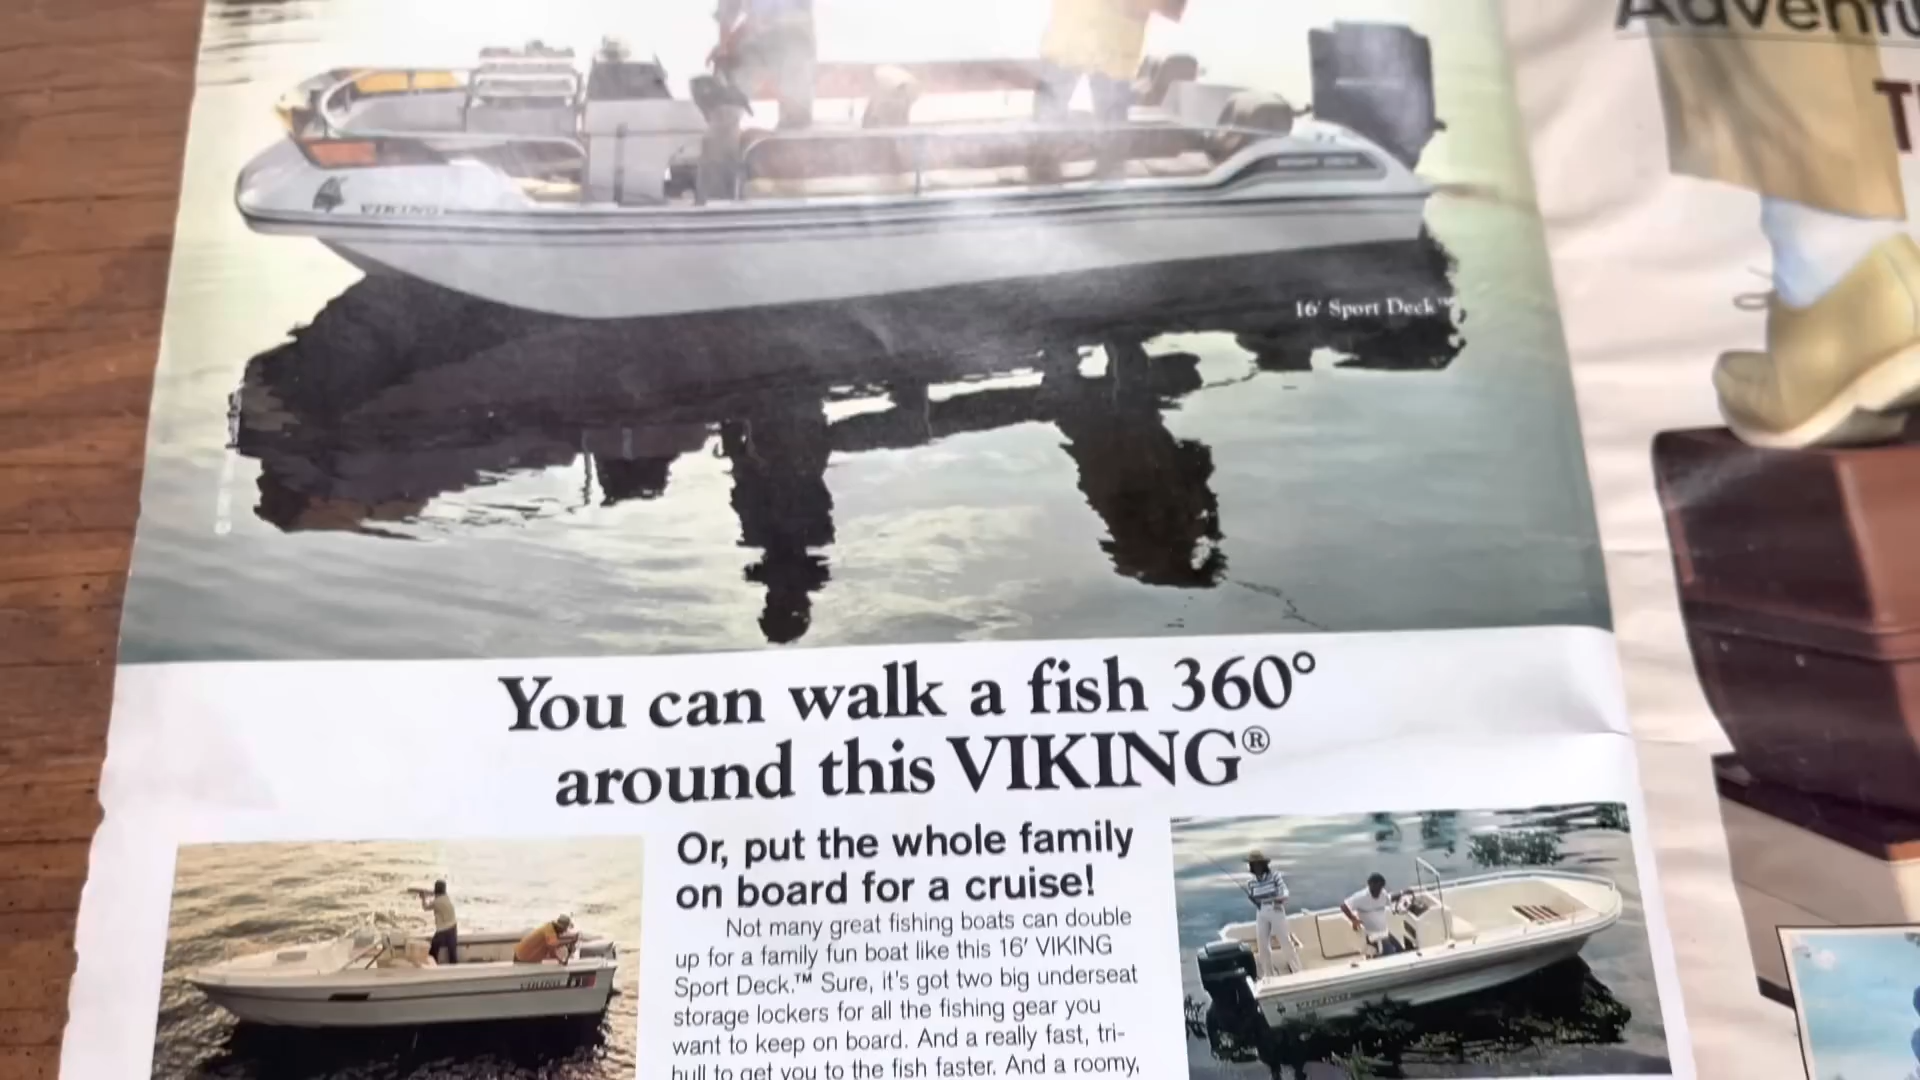 Adventu
T
VIKING
16′ Sport Deck™
You can walk a fish 360°
around this VIKING®
Or, put the whole family
on board for a cruise!
Not many great fishing boats can double
up for a family fun boat like this 16′ VIKING
Sport Deck.™ Sure, it's got two big underseat
storage lockers for all the fishing gear you
want to keep on board. And a really fast, tri-
hull to get you to the fish faster. And a roomy,
VIKING